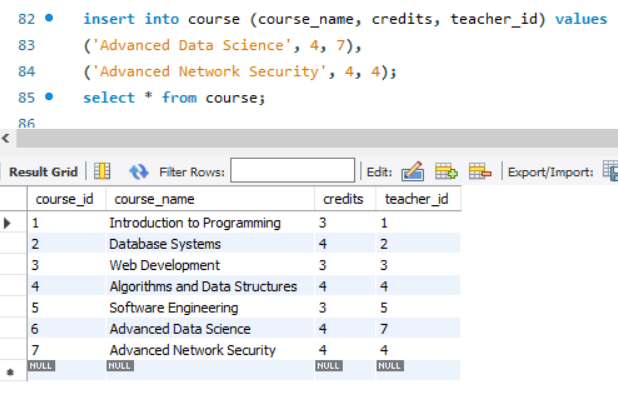 82 insert into course (course_name, credits, teacher_id) values
83 ('Advanced Data Science', 4, 7),
84 ('Advanced Network Security', 4, 4);
85 select * from course;
86
Result Grid Filter Rows: Edit: Export/Import:
course_id course_name credits teacher_id
1 Introduction to Programming 3 1
2 Database Systems 4 2
3 Web Development 3 3
4 Algorithms and Data Structures 4 4
5 Software Engineering 3 5
6 Advanced Data Science 4 7
7 Advanced Network Security 4 4
NULL NULL NULL NULL